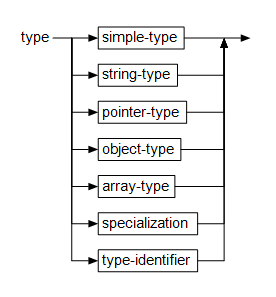 type simple-type
string-type
pointer-type
object-type
array-type
specialization
type-identifier